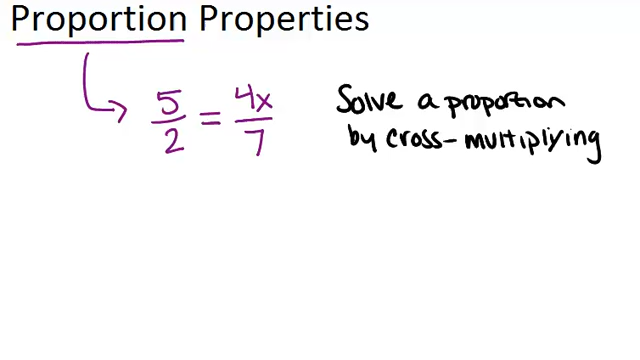 Proportion Properties
5/2 = 4x/7
Solve a proportion
by cross-multiplying